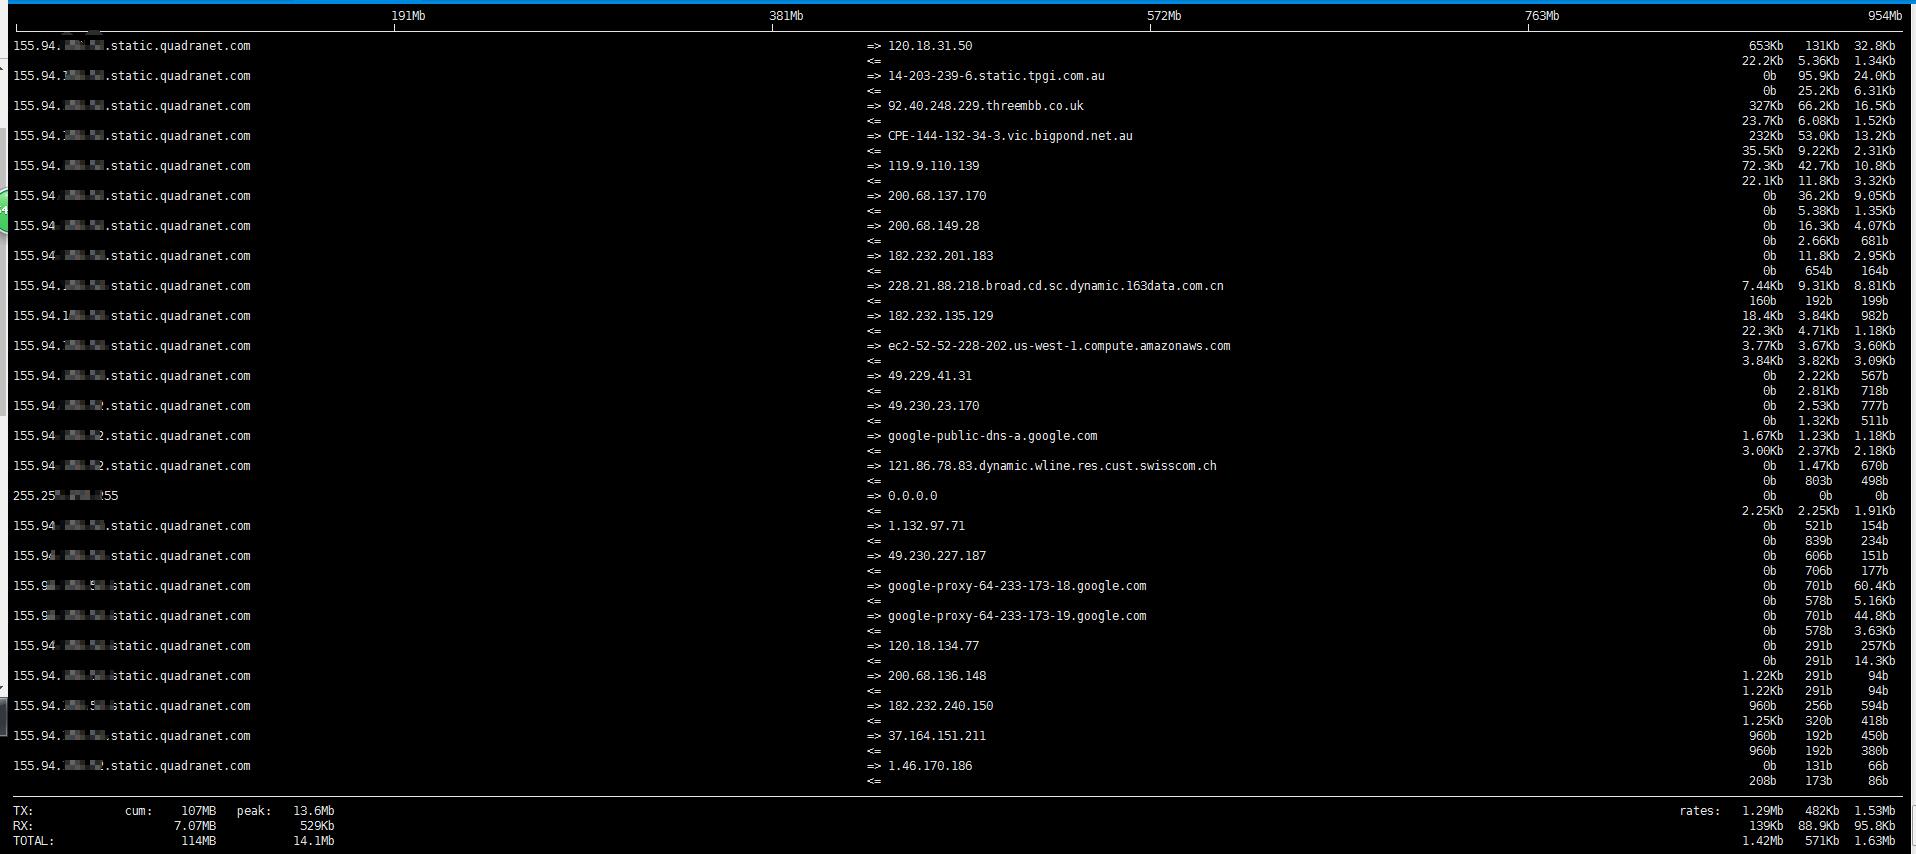 191Mb 381Mb 572Mb 763Mb 954Mb
155.94. .static.quadranet.com => 120.18.31.50 653Kb 131Kb 32.8Kb
<= 22.2Kb 5.36Kb 1.34Kb
155.94. .static.quadranet.com => 14-203-239-6.static.tpgi.com.au 0b 95.9Kb 24.0Kb
<= 0b 25.2Kb 6.31Kb
155.94. .static.quadranet.com => 92.40.248.229.threembb.co.uk 327Kb 66.2Kb 16.5Kb
<= 23.7Kb 6.08Kb 1.52Kb
155.94. .static.quadranet.com => CPE-144-132-34-3.vic.bigpond.net.au 232Kb 53.0Kb 13.2Kb
<= 35.5Kb 9.22Kb 2.31Kb
155.94. .static.quadranet.com => 119.9.110.139 72.3Kb 42.7Kb 10.8Kb
<= 22.1Kb 11.8Kb 3.32Kb
155.94 .static.quadranet.com => 200.68.137.170 0b 36.2Kb 9.05Kb
<= 0b 5.38Kb 1.35Kb
155.94 .static.quadranet.com => 200.68.149.28 0b 16.3Kb 4.07Kb
<= 0b 2.66Kb 681b
155.94 .static.quadranet.com => 182.232.201.183 0b 11.8Kb 2.95Kb
<= 0b 654b 164b
155.94. .static.quadranet.com => 228.21.88.218.broad.cd.sc.dynamic.163data.com.cn 7.44Kb 9.31Kb 8.81Kb
<= 160b 192b 199b
155.94.1 .static.quadranet.com => 182.232.135.129 18.4Kb 3.84Kb 982b
<= 22.3Kb 4.71Kb 1.18Kb
155.94. static.quadranet.com => ec2-52-52-228-202.us-west-1.compute.amazonaws.com 3.77Kb 3.67Kb 3.60Kb
<= 3.84Kb 3.82Kb 3.09Kb
155.94. .static.quadranet.com => 49.229.41.31 0b 2.22Kb 567b
<= 0b 2.81Kb 718b
155.94 .static.quadranet.com => 49.230.23.170 0b 2.53Kb 777b
<= 0b 1.32Kb 511b
155.94 2.static.quadranet.com => google-public-dns-a.google.com 1.67Kb 1.23Kb 1.18Kb
<= 3.00Kb 2.37Kb 2.18Kb
155.94 2.static.quadranet.com => 121.86.78.83.dynamic.wline.res.cust.swisscom.ch 0b 1.47Kb 670b
<= 0b 803b 498b
255.25 255 => 0.0.0.0 0b 0b 0b
<= 2.25Kb 2.25Kb 1.91Kb
155.94 .static.quadranet.com => 1.132.97.71 0b 521b 154b
<= 0b 839b 234b
155.94 .static.quadranet.com => 49.230.227.187 0b 606b 151b
<= 0b 706b 177b
155.9 static.quadranet.com => google-proxy-64-233-173-18.google.com 0b 701b 60.4Kb
<= 0b 578b 5.16Kb
155.9 static.quadranet.com => google-proxy-64-233-173-19.google.com 0b 701b 44.8Kb
<= 0b 578b 3.63Kb
155.94 static.quadranet.com => 120.18.134.77 0b 291b 257Kb
<= 0b 291b 14.3Kb
155.94. static.quadranet.com => 200.68.136.148 1.22Kb 291b 94b
<= 1.22Kb 291b 94b
155.94. static.quadranet.com => 182.232.240.150 960b 256b 594b
<= 1.25Kb 320b 418b
155.94. .static.quadranet.com => 37.164.151.211 960b 192b 450b
<= 960b 192b 380b
155.94. .static.quadranet.com => 1.46.170.186 0b 131b 66b
<= 208b 173b 86b
TX: cum: 107MB peak: 13.6Mb rates: 1.29Mb 482Kb 1.53Mb
RX: 7.07MB 529Kb 139Kb 88.9Kb 95.8Kb
TOTAL: 114MB 14.1Mb 1.42Mb 571Kb 1.63Mb